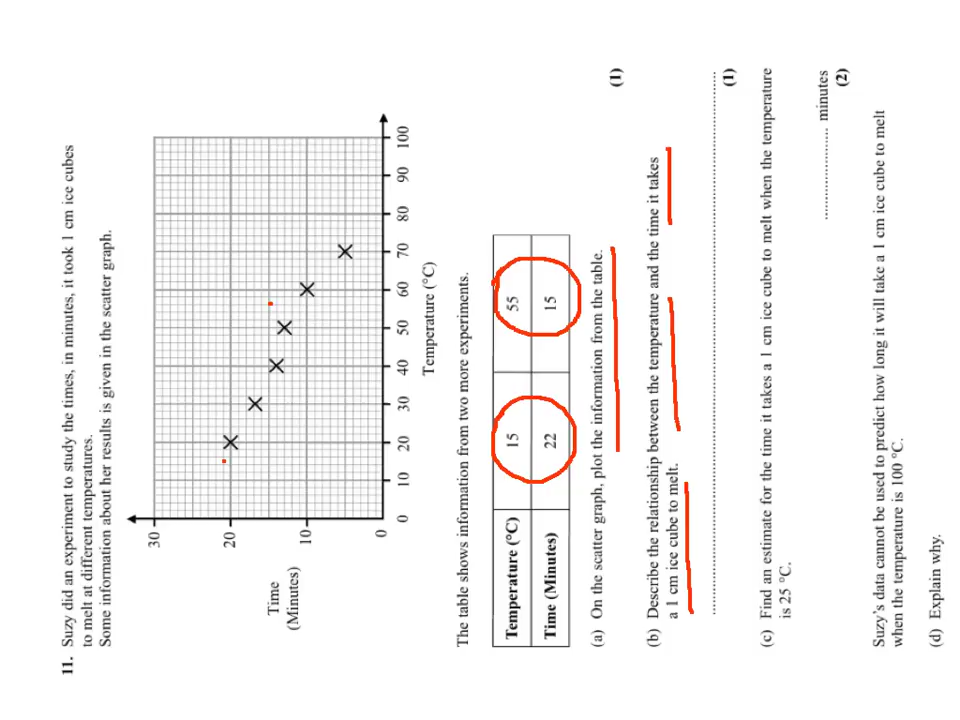 11. Suzy did an experiment to study the times, in minutes, it took 1 cm ice cubes
to melt at different temperatures.
Some information about her results is given in the scatter graph.
30
20
10
0
Time
(Minutes)
0 10 20 30 40 50 60 70 80 90 100
Temperature (°C)
The table shows information from two more experiments.
Temperature (°C) 15 55
Time (Minutes) 22 15
(a) On the scatter graph, plot the information from the table.
(1)
(b) Describe the relationship between the temperature and the time it takes
a 1 cm ice cube to melt.
(1)
(c) Find an estimate for the time it takes a 1 cm ice cube to melt when the temperature
is 25 °C.
minutes
(2)
Suzy's data cannot be used to predict how long it will take a 1 cm ice cube to melt
when the temperature is 100 °C.
(d) Explain why.